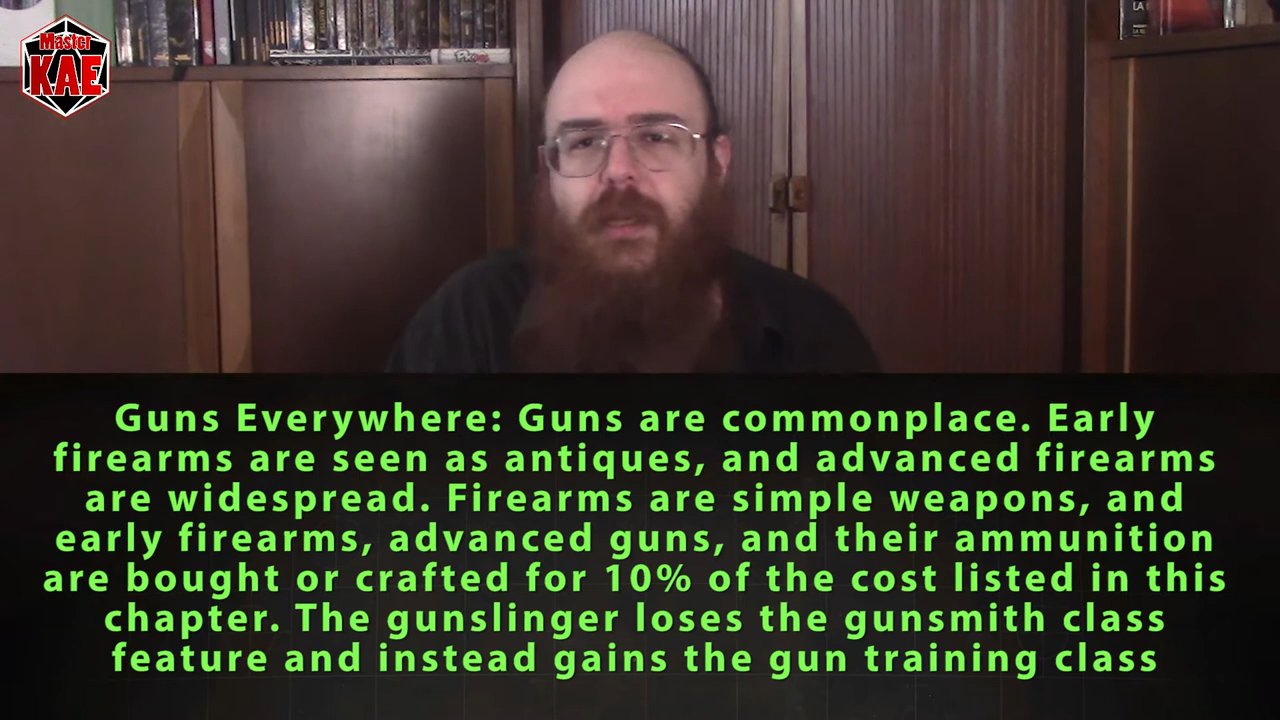 Master
KAE
Guns Everywhere: Guns are commonplace. Early
firearms are seen as antiques, and advanced firearms
are widespread. Firearms are simple weapons, and
early firearms, advanced guns, and their ammunition
are bought or crafted for 10% of the cost listed in this
chapter. The gunslinger loses the gunsmith class
feature and instead gains the gun training class